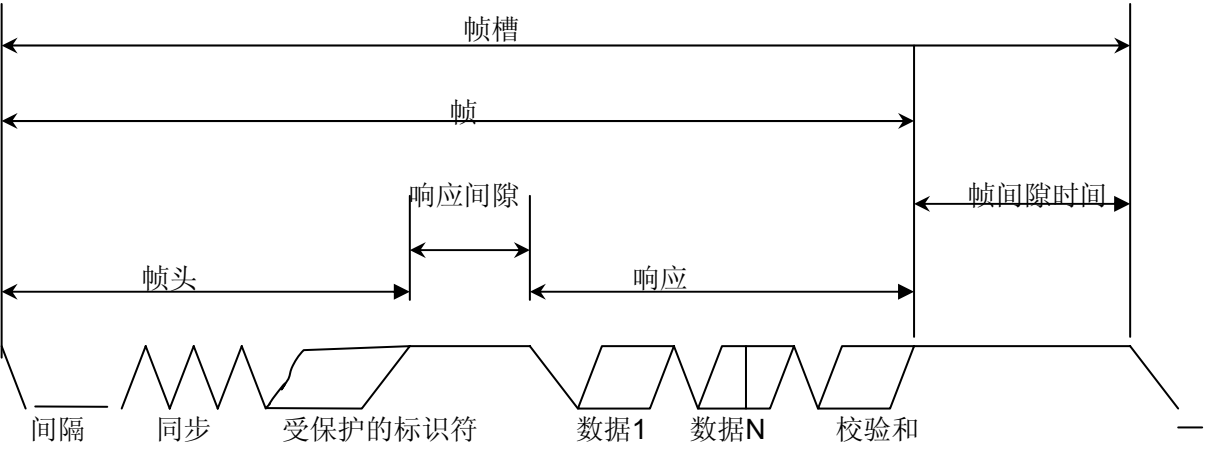 帧槽
帧
响应间隙
帧间隙时间
帧头
响应
间隔
同步
受保护的标识符
数据1
数据N
校验和